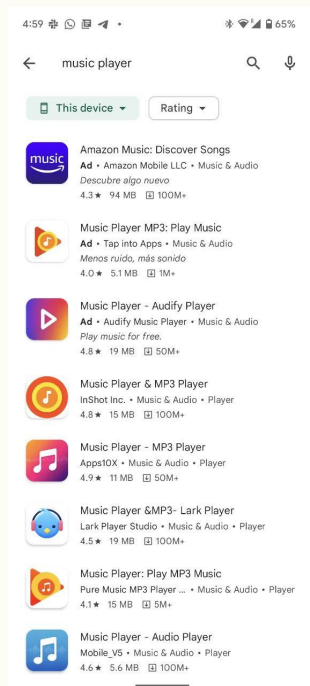 4:59 65%
music player
This device Rating
music
Amazon Music: Discover Songs
Ad • Amazon Mobile LLC • Music & Audio
Descubre algo nuevo
4.3★ 94 MB 100M+
Music Player MP3: Play Music
Ad • Tap into Apps • Music & Audio
Menos ruido, más sonido
4.0★ 5.1 MB 1M+
Music Player - Audify Player
Ad • Audify Music Player • Music & Audio
Play music for free.
4.8★ 19 MB 50M+
Music Player & MP3 Player
InShot Inc. • Music & Audio • Player
4.8★ 15 MB 100M+
Music Player - MP3 Player
Apps10X • Music & Audio • Player
4.9★ 11 MB 50M+
Music Player &MP3- Lark Player
Lark Player Studio • Music & Audio • Player
4.5★ 19 MB 100M+
Music Player: Play MP3 Music
Pure Music MP3 Player ... • Music & Audio • Player
4.1★ 15 MB 5M+
Music Player - Audio Player
Mobile_V5 • Music & Audio • Player
4.6★ 5.6 MB 100M+